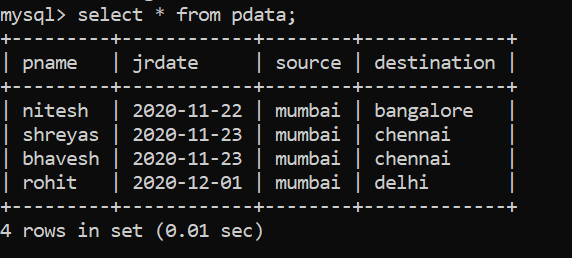 mysql> select * from pdata;
+---------+------------+--------+-------------+
| pname   | jrdate     | source | destination |
+---------+------------+--------+-------------+
| nitesh  | 2020-11-22 | mumbai | bangalore   |
| shreyas | 2020-11-23 | mumbai | chennai     |
| bhavesh | 2020-11-23 | mumbai | chennai     |
| rohit   | 2020-12-01 | mumbai | delhi       |
+---------+------------+--------+-------------+
4 rows in set (0.01 sec)